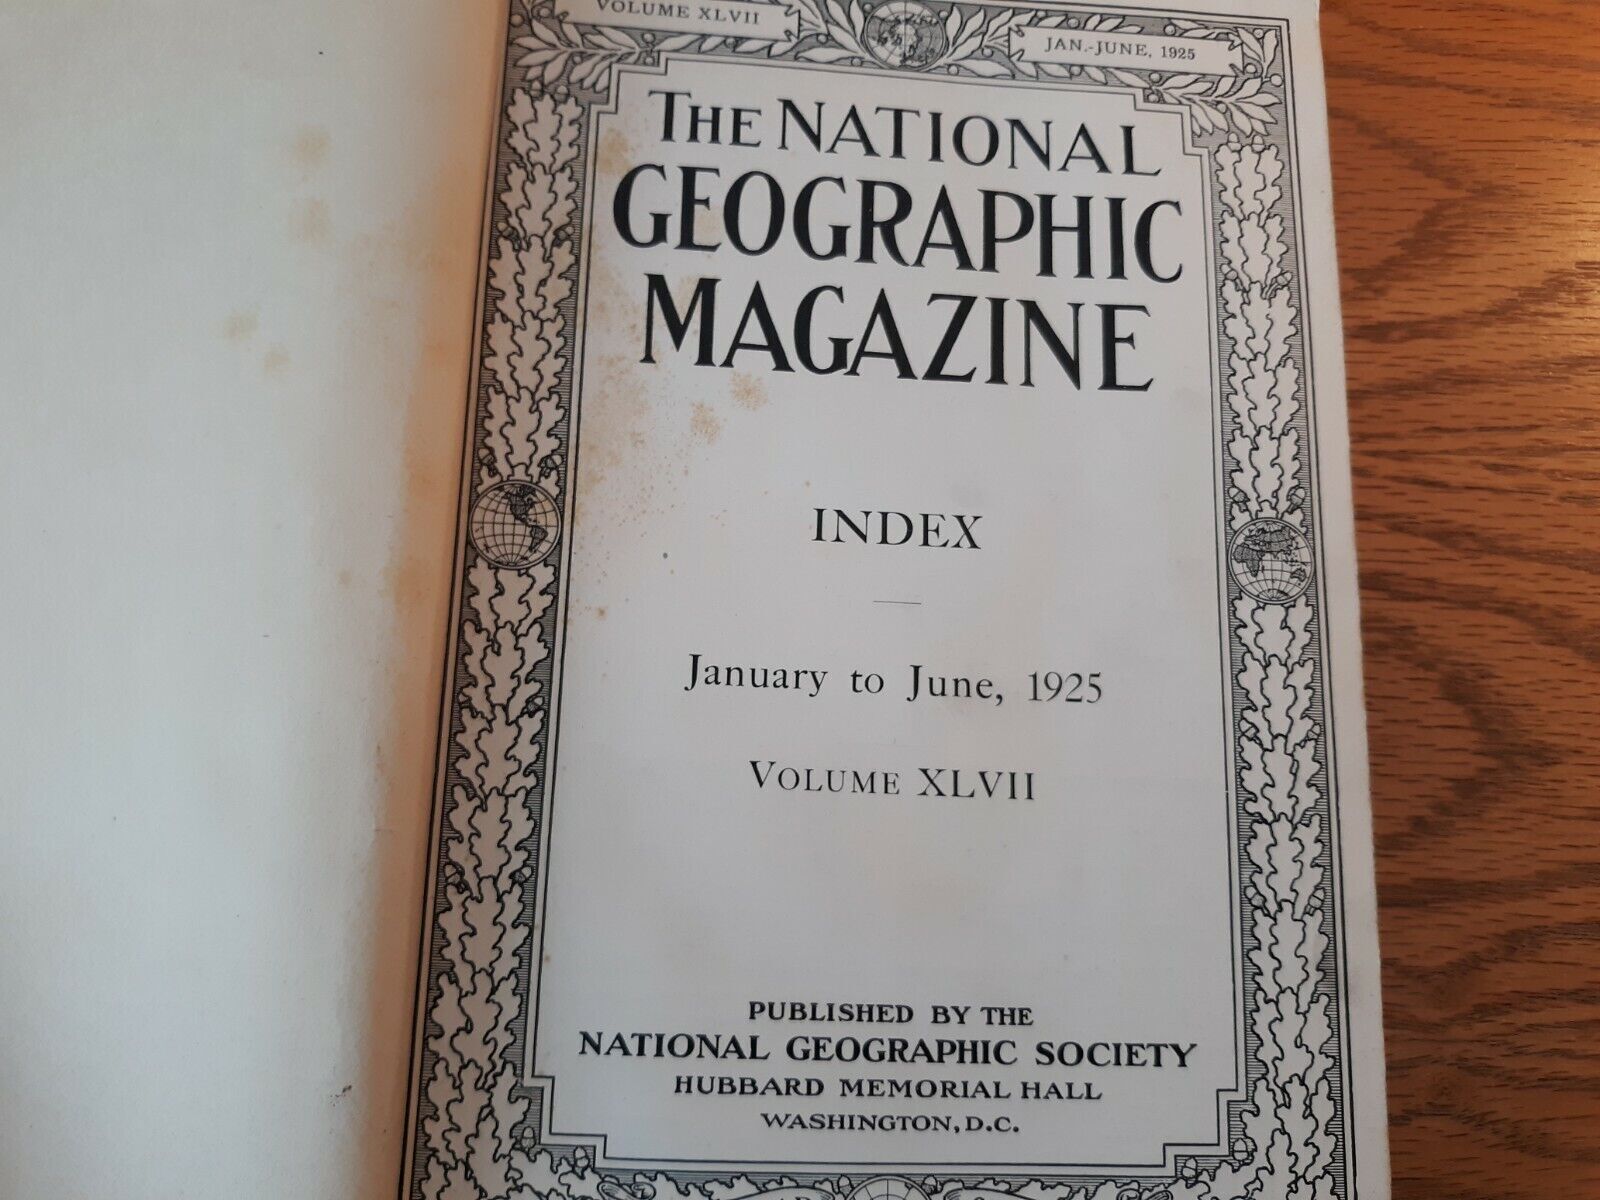 VOLUME XLVII
JAN.-JUNE, 1925
THE NATIONAL
GEOGRAPHIC
MAGAZINE
INDEX
January to June, 1925
VOLUME XLVII
PUBLISHED BY THE
NATIONAL GEOGRAPHIC SOCIETY
HUBBARD MEMORIAL HALL
WASHINGTON, D.C.